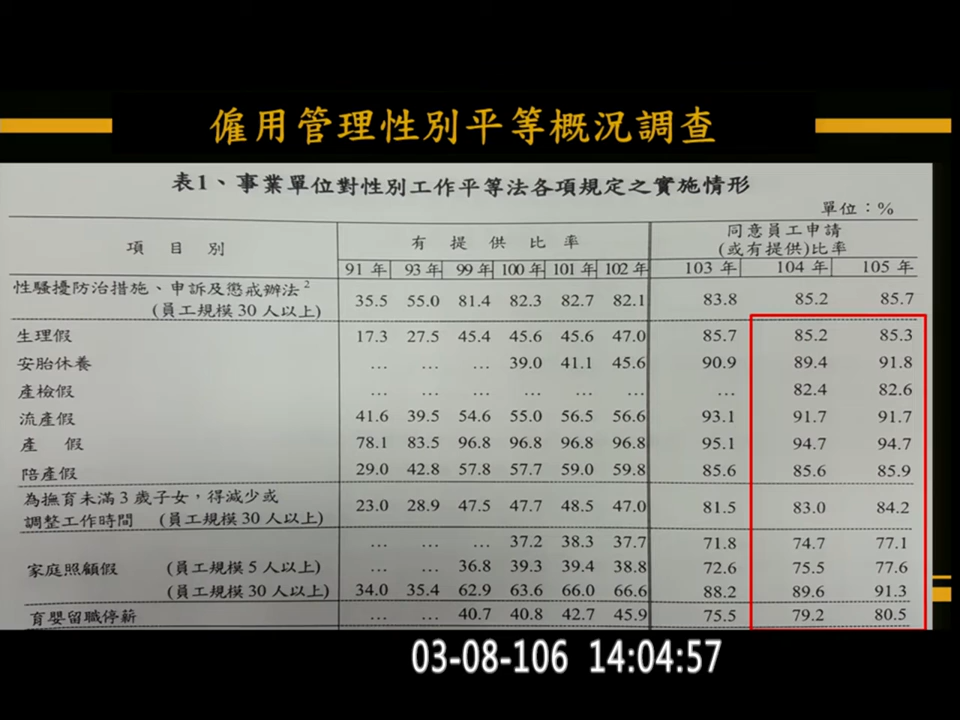 僱用管理性別平等概況調查
表1、事業單位對性別工作平等法各項規定之實施情形
單位：%
項 目 別 有 提 供 比 率 同意員工申請(或有提供)比率
91 年 93 年 99 年 100 年 101 年 102 年 103 年 104 年 105 年
性騷擾防治措施、申訴及懲戒辦法2
(員工規模 30 人以上) 35.5 55.0 81.4 82.3 82.7 82.1 83.8 85.2 85.7
生理假 17.3 27.5 45.4 45.6 45.6 47.0 85.7 85.2 85.3
安胎休養 … … … 39.0 41.1 45.6 90.9 89.4 91.8
產檢假 … … … … … … … 82.4 82.6
流產假 41.6 39.5 54.6 55.0 56.5 56.6 93.1 91.7 91.7
產 假 78.1 83.5 96.8 96.8 96.8 96.8 95.1 94.7 94.7
陪產假 29.0 42.8 57.8 57.7 59.0 59.8 85.6 85.6 85.9
為撫育未滿 3 歲子女，得減少或
調整工作時間 (員工規模 30 人以上) 23.0 28.9 47.5 47.7 48.5 47.0 81.5 83.0 84.2
… … … 37.2 38.3 37.7 71.8 74.7 77.1
家庭照顧假 (員工規模 5 人以上) … … 36.8 39.3 39.4 38.8 72.6 75.5 77.6
(員工規模 30 人以上) 34.0 35.4 62.9 63.6 66.0 66.6 88.2 89.6 91.3
育嬰留職停薪 … … 40.7 40.8 42.7 45.9 75.5 79.2 80.5
03-08-106 14:04:57